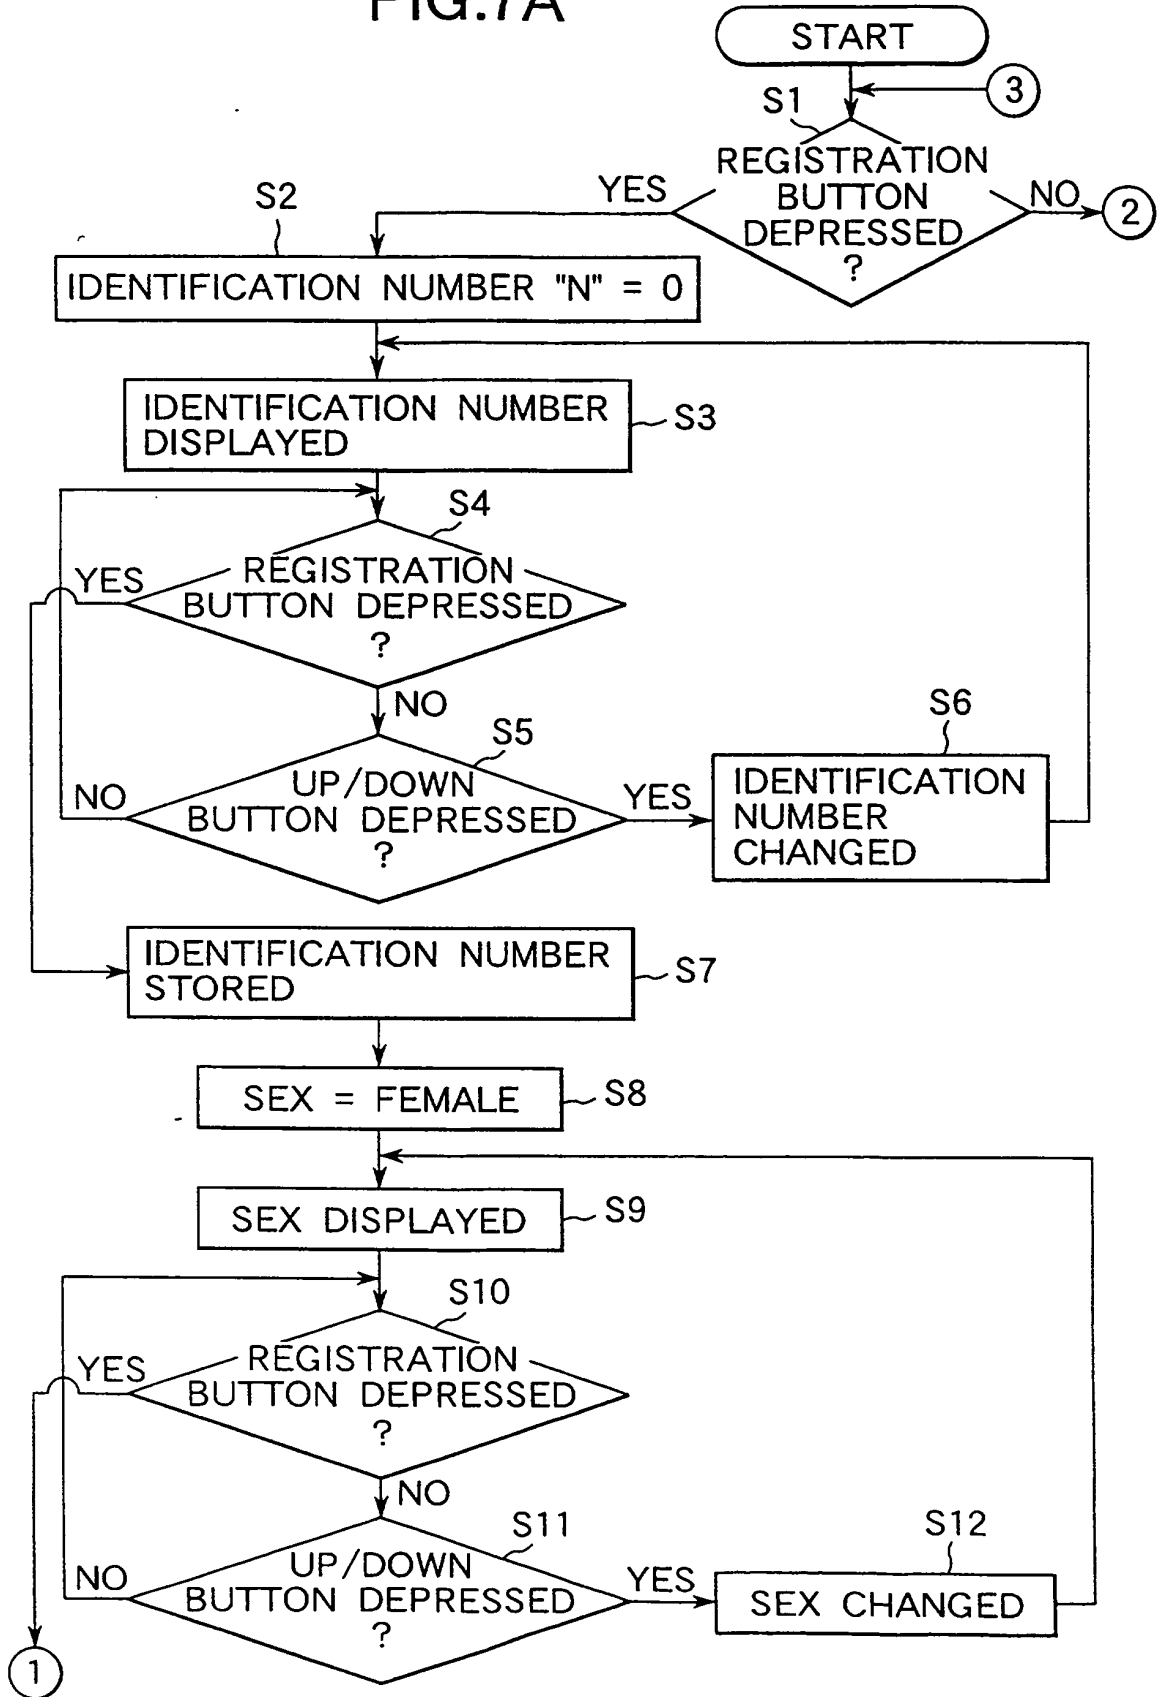 FIG.7A
START
3
S1
REGISTRATION
BUTTON
DEPRESSED
?
YES
NO
2
S2
IDENTIFICATION NUMBER "N" = 0
IDENTIFICATION NUMBER
DISPLAYED
S3
S4
REGISTRATION
BUTTON DEPRESSED
?
YES
NO
S5
UP/DOWN
BUTTON DEPRESSED
?
NO
YES
S6
IDENTIFICATION
NUMBER
CHANGED
IDENTIFICATION NUMBER
STORED
S7
SEX = FEMALE
S8
SEX DISPLAYED
S9
S10
REGISTRATION
BUTTON DEPRESSED
?
YES
NO
S11
UP/DOWN
BUTTON DEPRESSED
?
NO
YES
S12
SEX CHANGED
1